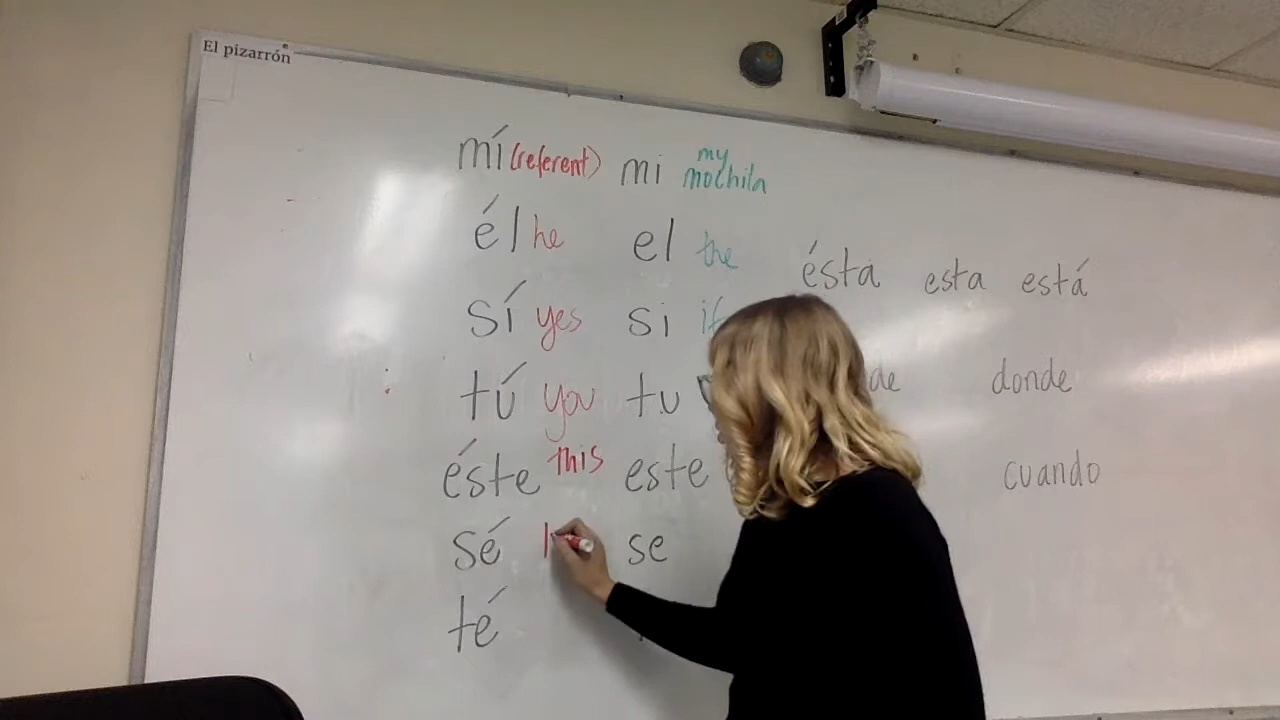 El pizarrón
mí (referent) mi my mochila
él he el the
ésta esta está
sí yes si if
tú you tu
donde
éste this este
cuando
sé se
té